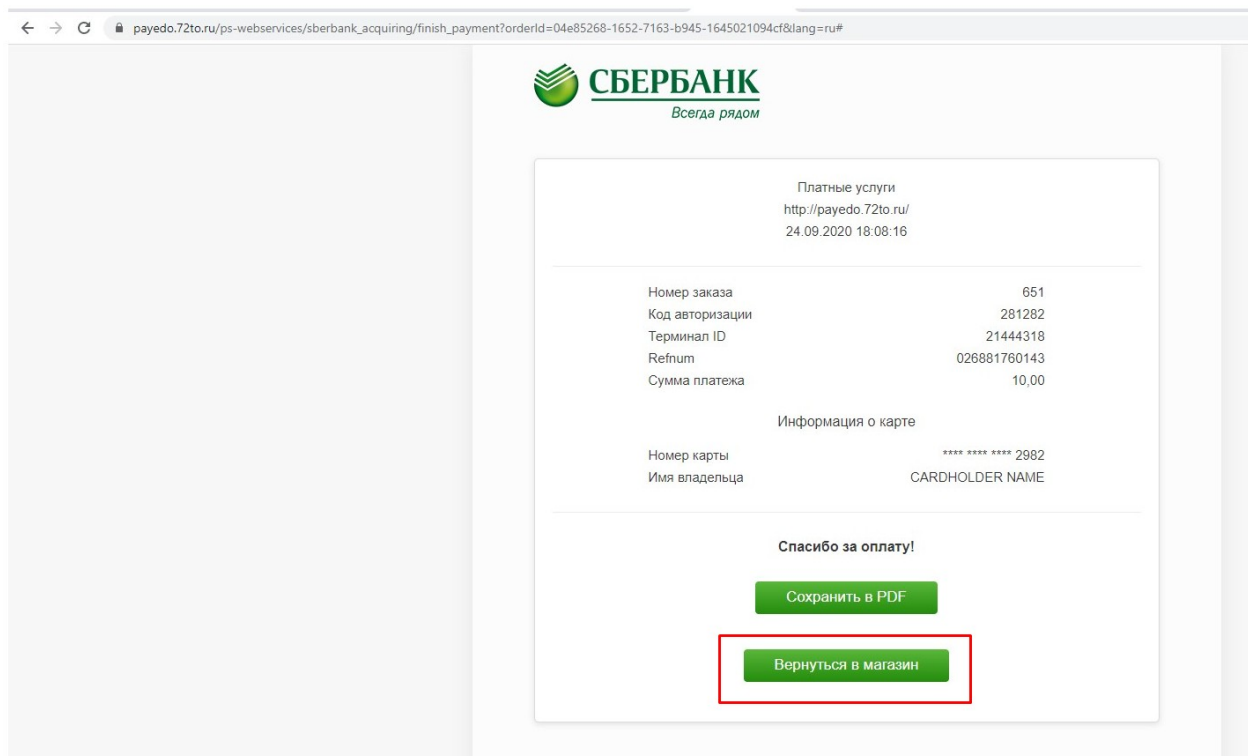 payedo.72to.ru/ps-webservices/sberbank_acquiring/finish_payment?orderId=04e85268-1652-7163-b945-1645021094cf&lang=ru#
СБЕРБАНК
Всегда рядом
Платные услуги
http://payedo.72to.ru/
24.09.2020 18:08:16
Номер заказа 651
Код авторизации 281282
Терминал ID 21444318
Refnum 026881760143
Сумма платежа 10,00
Информация о карте
Номер карты **** **** **** 2982
Имя владельца CARDHOLDER NAME
Спасибо за оплату!
Сохранить в PDF
Вернуться в магазин